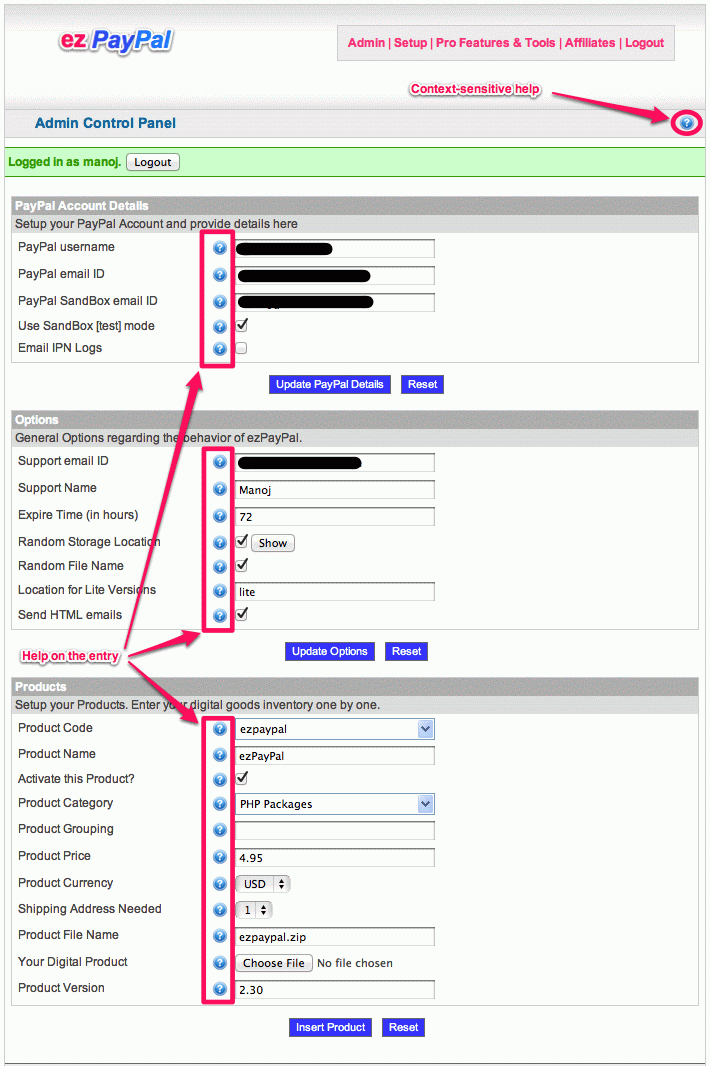 ez PayPal
Admin | Setup | Pro Features & Tools | Affiliates | Logout
Context-sensitive help
Admin Control Panel
?
Logged in as manoj. Logout
PayPal Account Details
Setup your PayPal Account and provide details here
PayPal username ?
PayPal email ID ?
PayPal SandBox email ID ?
Use SandBox [test] mode ?
Email IPN Logs ?
Update PayPal Details Reset
Options
General Options regarding the behavior of ezPayPal.
Support email ID ?
Support Name ? Manoj
Expire Time (in hours) ? 72
Random Storage Location ? Show
Random File Name ?
Location for Lite Versions ? lite
Send HTML emails ?
Update Options Reset
Help on the entry
Products
Setup your Products. Enter your digital goods inventory one by one.
Product Code ? ezpaypal
Product Name ? ezPayPal
Activate this Product? ?
Product Category ? PHP Packages
Product Grouping ?
Product Price ? 4.95
Product Currency ? USD
Shipping Address Needed ? 1
Product File Name ? ezpaypal.zip
Your Digital Product ? Choose File No file chosen
Product Version ? 2.30
Insert Product Reset